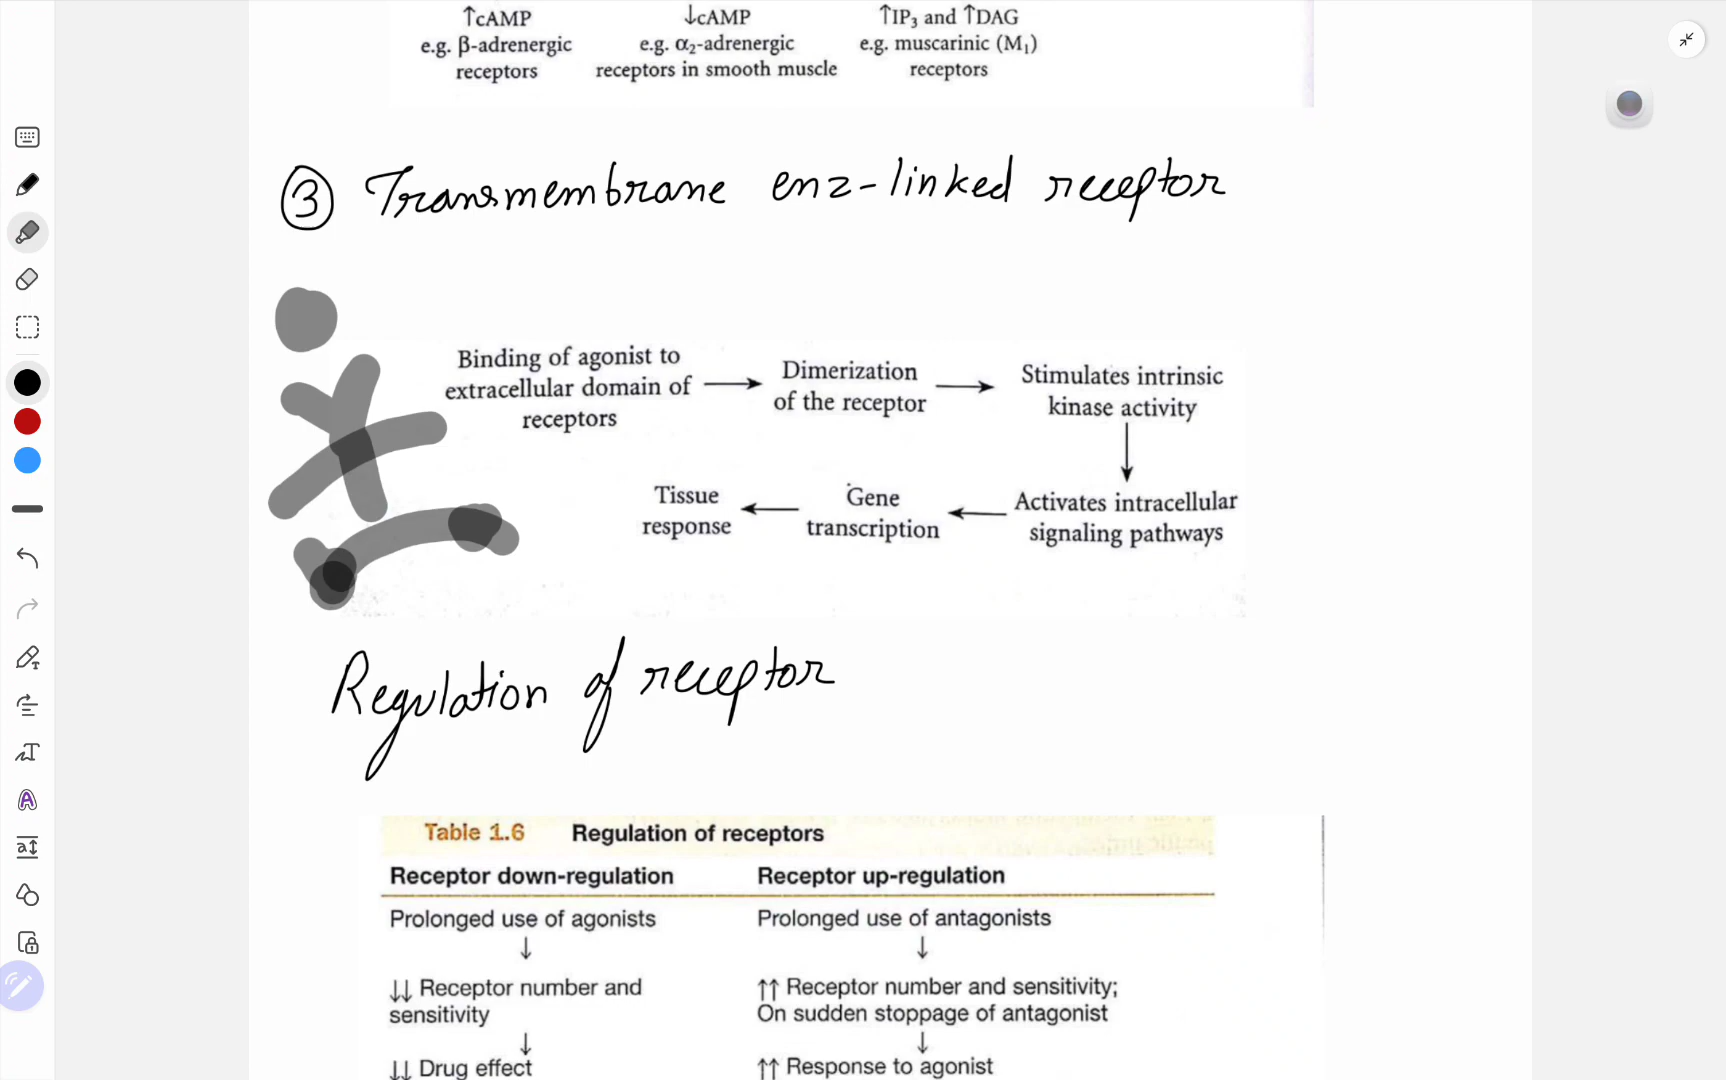 ↑cAMP ↓cAMP ↑IP₃ and ↑DAG
e.g. β-adrenergic e.g. α₂-adrenergic e.g. muscarinic (M₁)
receptors receptors in smooth muscle receptors
③ Transmembrane enz-linked receptor
Binding of agonist to
extracellular domain of
receptors
Dimerization
of the receptor
Stimulates intrinsic
kinase activity
Activates intracellular
signaling pathways
Gene
transcription
Tissue
response
Regulation of receptor
Table 1.6 Regulation of receptors
Receptor down-regulation Receptor up-regulation
Prolonged use of agonists Prolonged use of antagonists
↓ ↓
↓↓ Receptor number and ↑↑ Receptor number and sensitivity;
sensitivity On sudden stoppage of antagonist
↓ ↓
↓↓ Drug effect ↑↑ Response to agonist